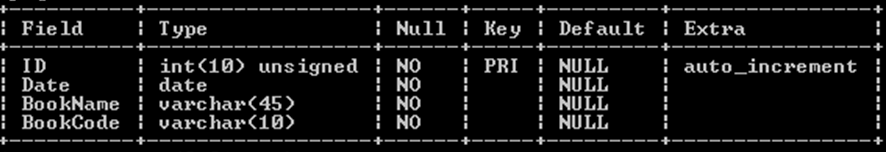 Field | Type | Null | Key | Default | Extra
ID | int(10) unsigned | NO | PRI | NULL | auto_increment
Date | date | NO | | NULL |
BookName | varchar(45) | NO | | NULL |
BookCode | varchar(10) | NO | | NULL |